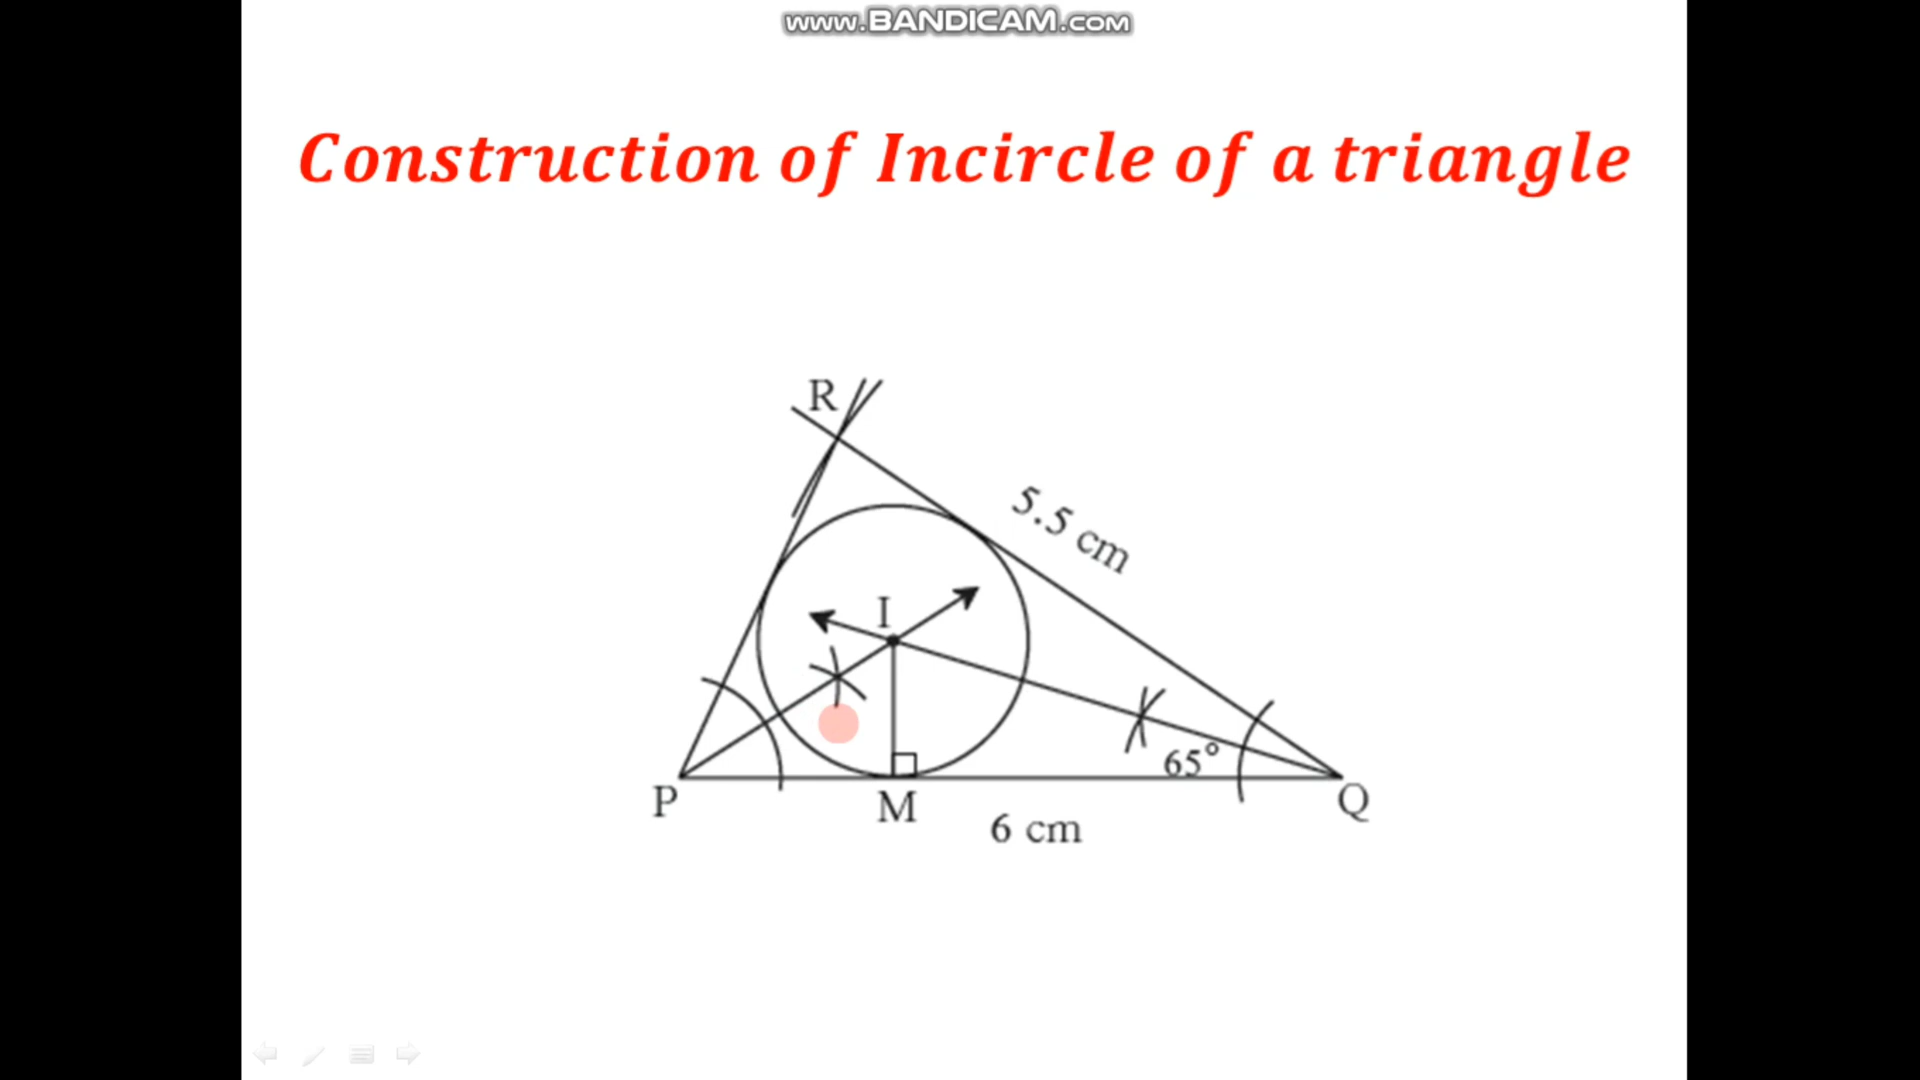 www.BANDICAM.com
Construction of Incircle of a triangle
R
5.5 cm
I
65°
P
M
Q
6 cm